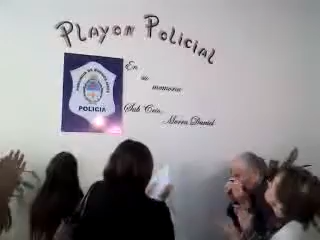 Playon Policial
En
su
memoria
Sub Crio.
Morra Daniel
POLICIA